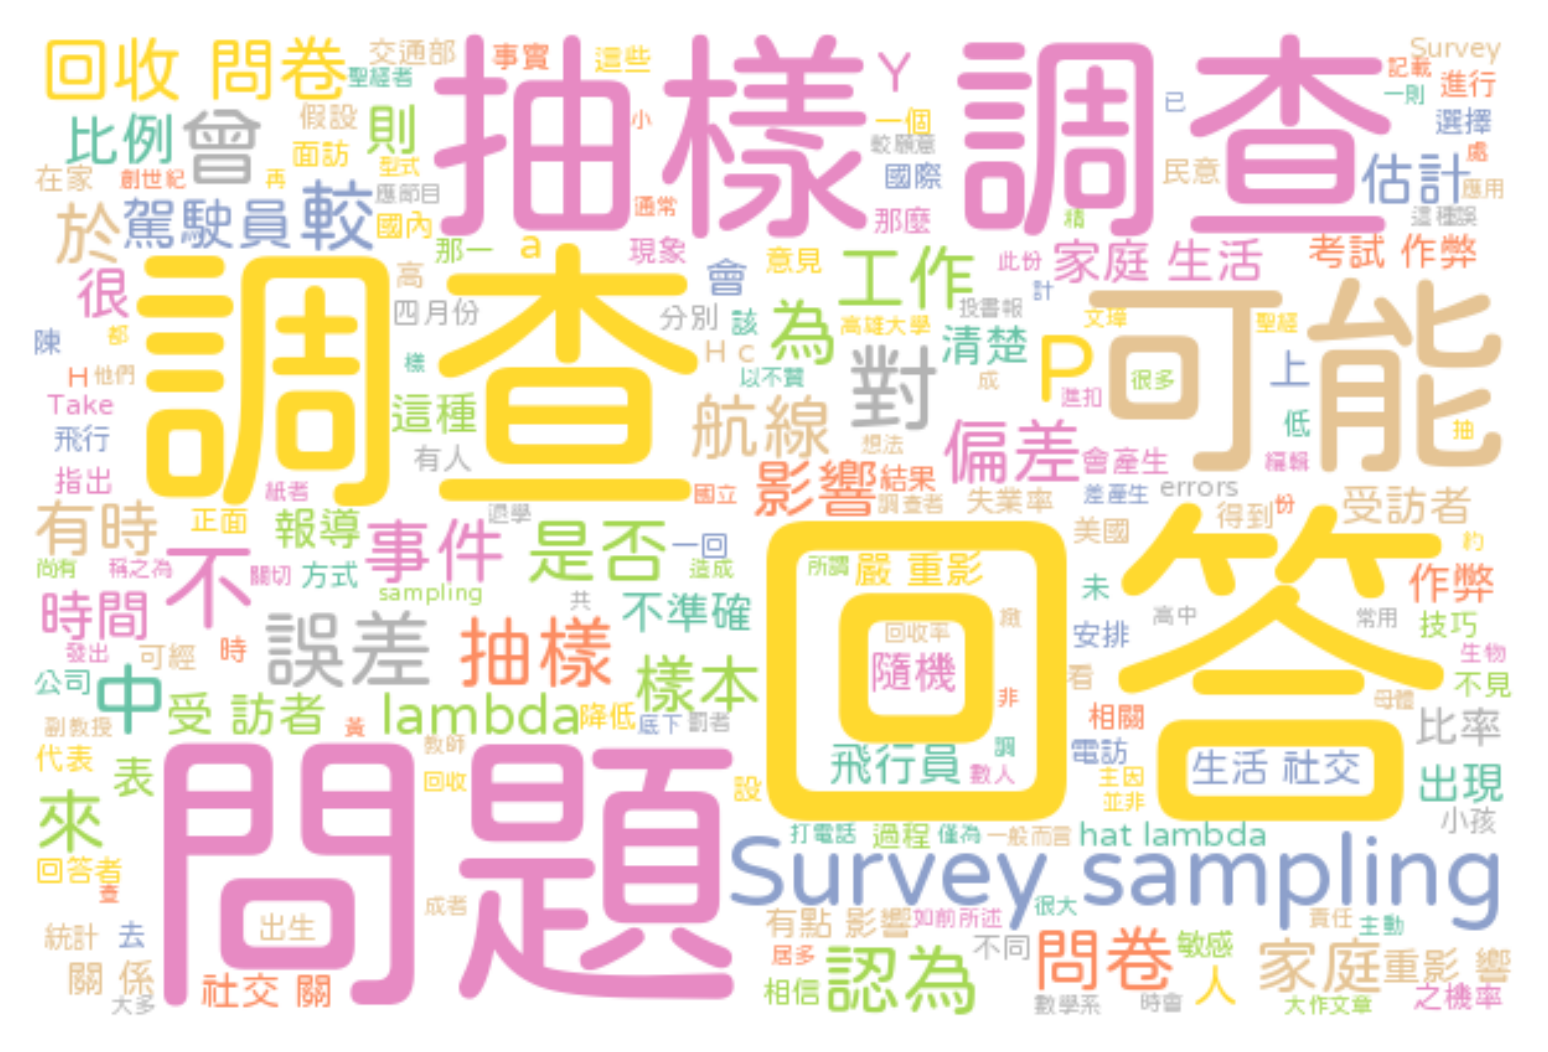 回收 問卷
交通部
聖經者
抽樣 調查
事實
這些
Y
Survey
記載
一則
進行
比例
曾
假設
則
小
一個
較願意
已
選擇
在家
創世紀
再
面訪
型式
應節目
國際
民意
估計
處
應用
於
駕駛員
較
國內
通常
那麼
精
這種誤
很
調查
那一
a
現象
會
意見
工作
此份
家庭 生活
考試 作弊
高
計
可能
陳
都
四月份
分別
該
為
高雄大學
投書報
文瑋
聖經
H
他們
樣
H c
以不贊
對
清楚
P
很多
上
Take
這種
航線
成
進扣
低
抽
飛行
有人
想法
偏差
會產生
編輯
指出
紙者
國立
影響
結果
調查者
失業率
差產生
errors
份
受訪者
有時
正面
報導
退學
事件
是否
一回
回答
美國
得到
約
尚有
稱之為
不
關切
方式
sampling
造成
所謂
嚴 重影
未
作弊
時間
共
不準確
回收率
緻
安排
高中
常用
技巧
發出
可經
時
誤差
抽樣
樣本
隨機
看
生物
公司
中
受 訪者
lambda
降低
底下
罰者
非
相關
母體
不見
副教授
黃
教師
飛行員
調
電訪
比率
代表
表
問題
回收
設
數人
主因
生活 社交
出現
來
並非
小孩
打電話
過程
僅為
一般而言
hat lambda
回答者
查
Survey sampling
成者
出生
有點 影響
如前所述
很大
責任
主動
統計
去
居多
不同
問卷
敏感
家庭
重影 響
關 係
社交 關
相信
認為
人
之機率
大多
數學系
時會
大作文章